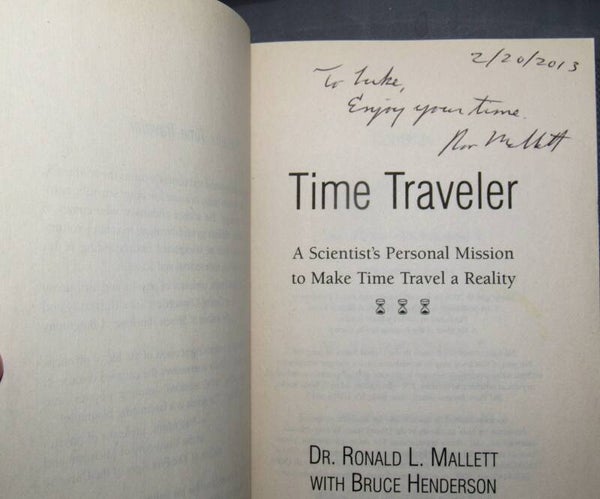 2/20/2013
To Luke,
Enjoy your time.
Ron Mallett
Time Traveler
A Scientist's Personal Mission
to Make Time Travel a Reality
DR. RONALD L. MALLETT
WITH BRUCE HENDERSON